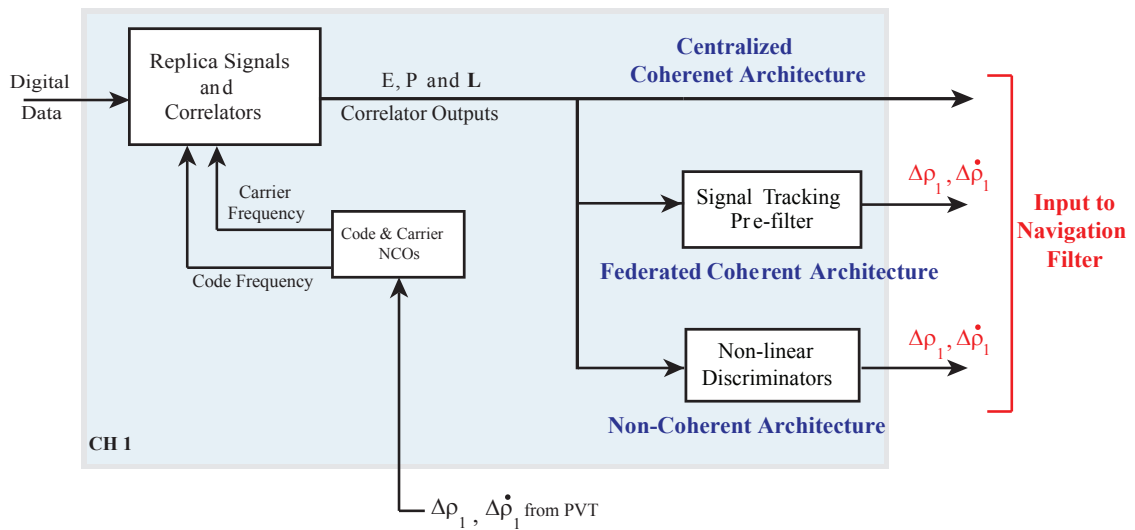 Digital
Data
Replica Signals
and
Correlators
E, P and L
Correlator Outputs
Centralized
Coherenet Architecture
Carrier
Frequency
Code & Carrier
NCOs
Code Frequency
Signal Tracking
Pre-filter
Federated Coherent Architecture
Δρ₁, Δρ̇₁
Input to
Navigation
Filter
Non-linear
Discriminators
Non-Coherent Architecture
Δρ₁, Δρ̇₁
CH 1
Δρ₁, Δρ̇₁ from PVT